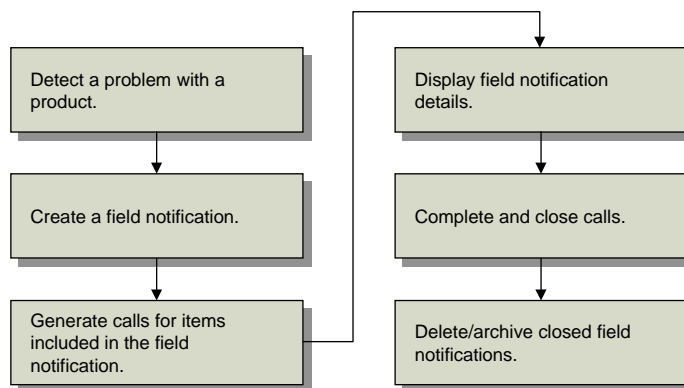 Detect a problem with a
product.
Create a field notification.
Generate calls for items
included in the field
notification.
Display field notification
details.
Complete and close calls.
Delete/archive closed field
notifications.